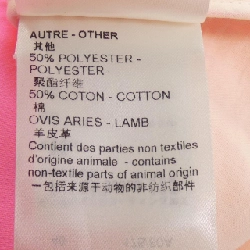 AUTRE - OTHER
其他
50% POLYESTER -
POLYESTER
聚酯纤维
50% COTON - COTTON
棉
OVIS ARIES - LAMB
羊皮革
Contient des parties non textiles
d'origine animale - contains
non-textile parts of animal origin
一包括来源于动物的非纺织部件